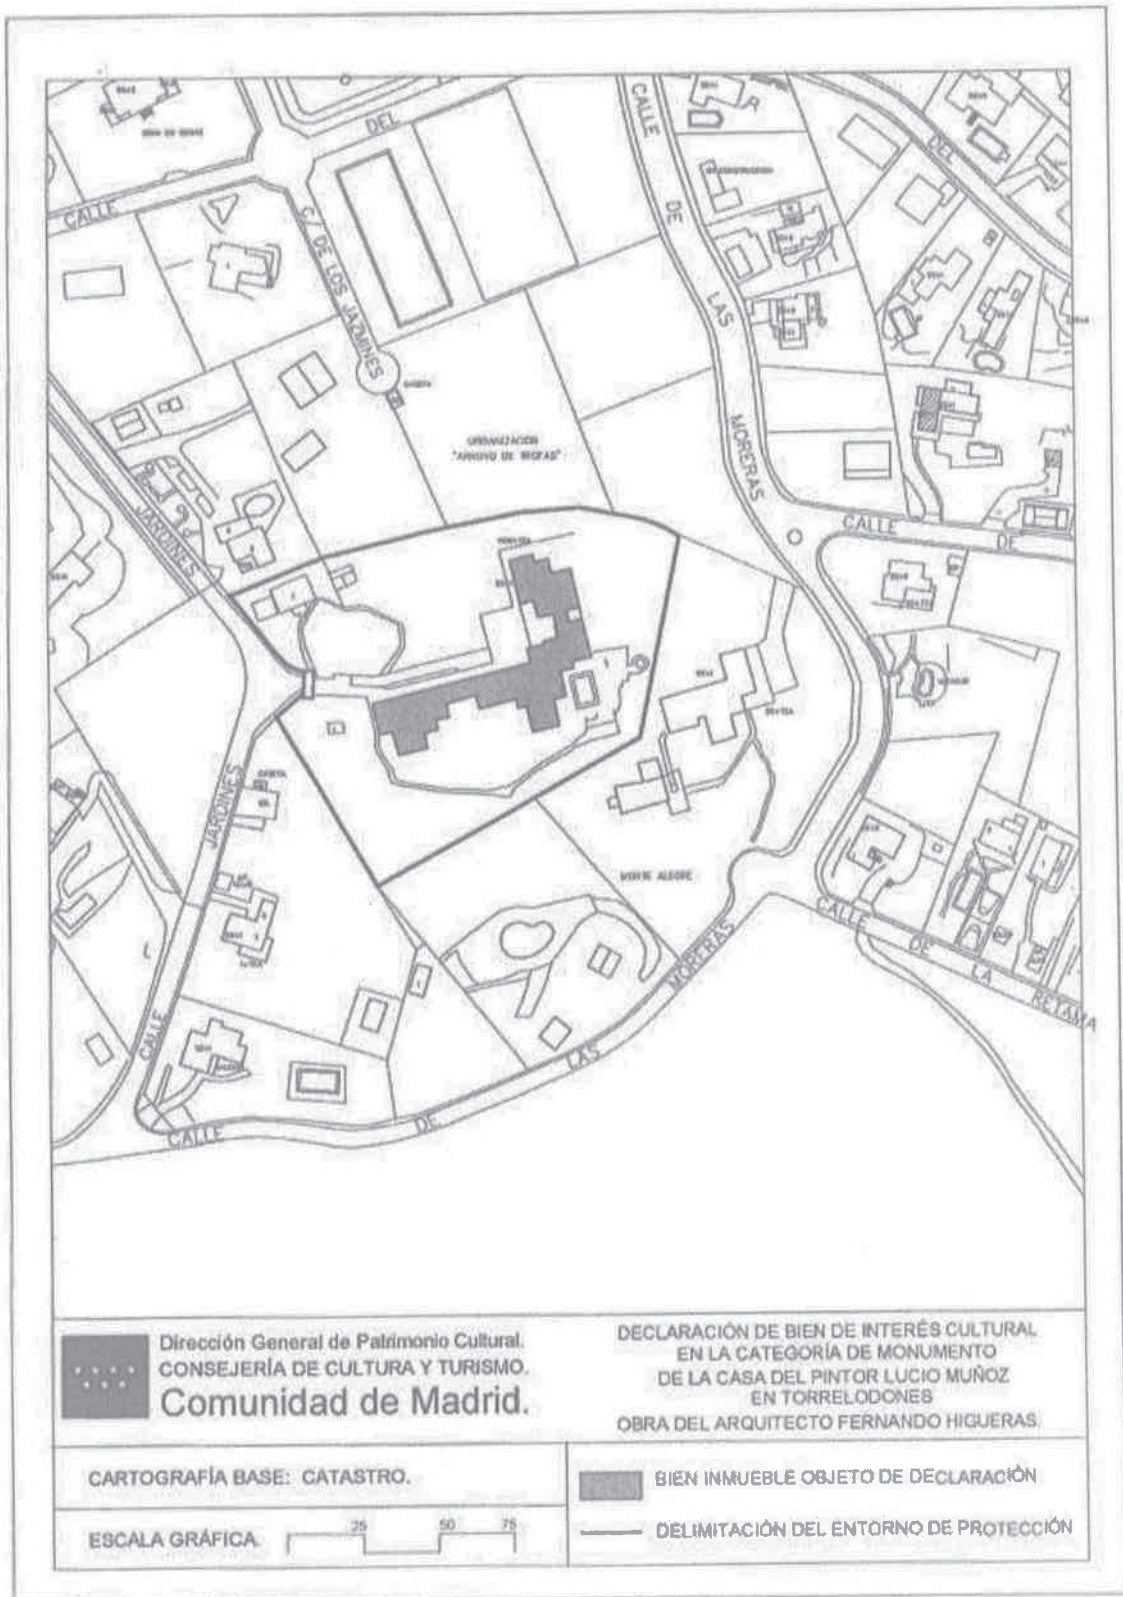 CALLE
DEL
C/ DE LOS JAZMINES
CALLE
DE
LAS
MORERAS
DEL
CASETA
URBANIZACION
JARDINES
CALLE
DE
MONTE ALEGRE
CASETA
JARDINES
CALLE
CALLE
DE
LAS
MORERAS
CALLE
DE
LA
RETAMA
Dirección General de Patrimonio Cultural.
CONSEJERÍA DE CULTURA Y TURISMO.
Comunidad de Madrid.
DECLARACIÓN DE BIEN DE INTERÉS CULTURAL
EN LA CATEGORÍA DE MONUMENTO
DE LA CASA DEL PINTOR LUCIO MUÑOZ
EN TORRELODONES
OBRA DEL ARQUITECTO FERNANDO HIGUERAS.
CARTOGRAFÍA BASE: CATASTRO.
ESCALA GRÁFICA.
25
50
75
BIEN INMUEBLE OBJETO DE DECLARACIÓN
DELIMITACIÓN DEL ENTORNO DE PROTECCIÓN